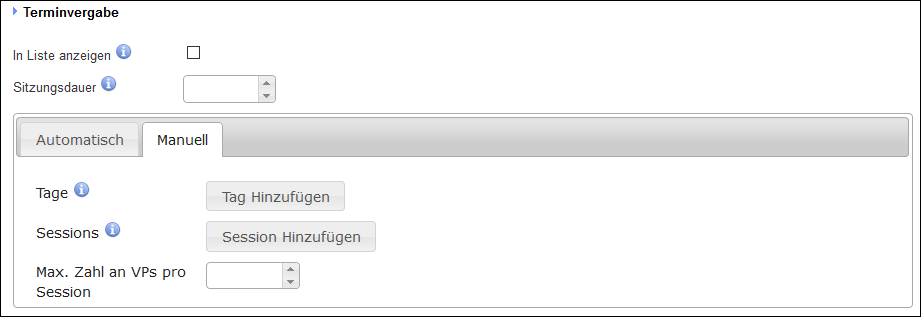 Terminvergabe
In Liste anzeigen
Sitzungsdauer
Automatisch Manuell
Tage Tag Hinzufügen
Sessions Session Hinzufügen
Max. Zahl an VPs pro
Session